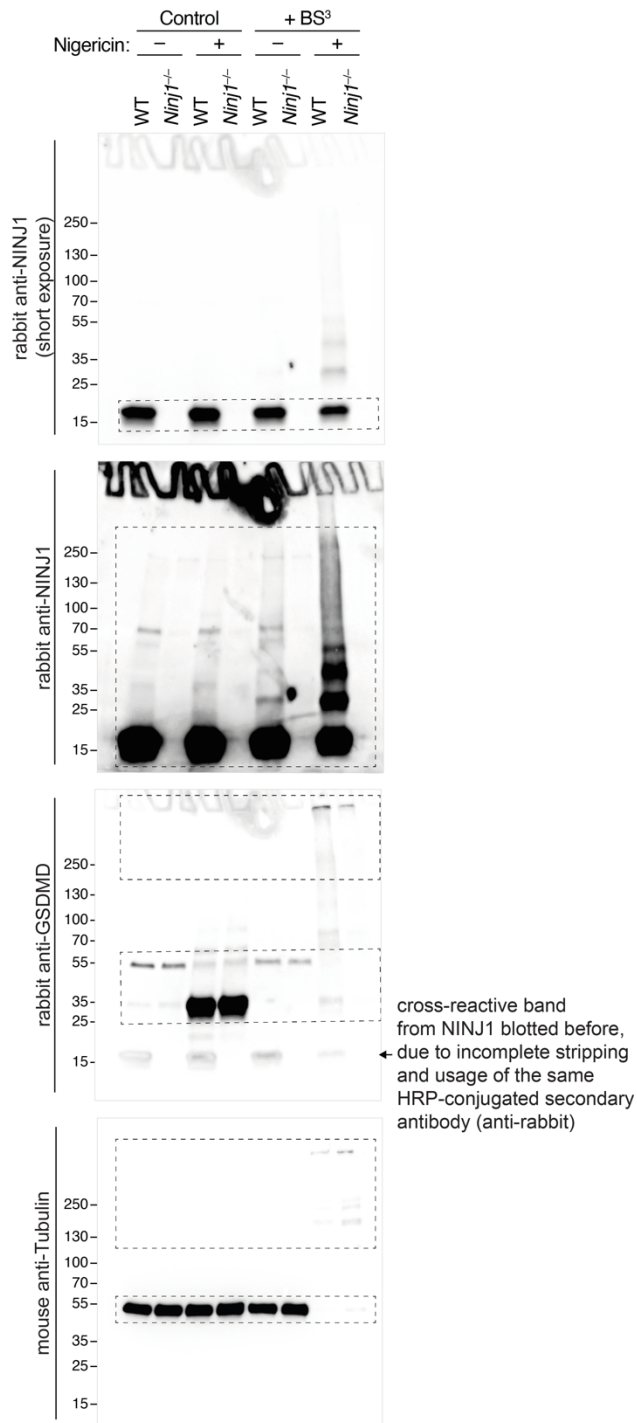 Control + BS³
Nigericin: – + – +
WT Ninj1–/– WT Ninj1–/– WT Ninj1–/– WT Ninj1–/–
rabbit anti-NINJ1
(short exposure)
250
130
100
70
55
35
25
15
rabbit anti-NINJ1
250
130
100
70
55
35
25
15
rabbit anti-GSDMD
250
130
100
70
55
35
25
15
cross-reactive band
from NINJ1 blotted before,
due to incomplete stripping
and usage of the same
HRP-conjugated secondary
antibody (anti-rabbit)
mouse anti-Tubulin
250
130
100
70
55
35
25
15